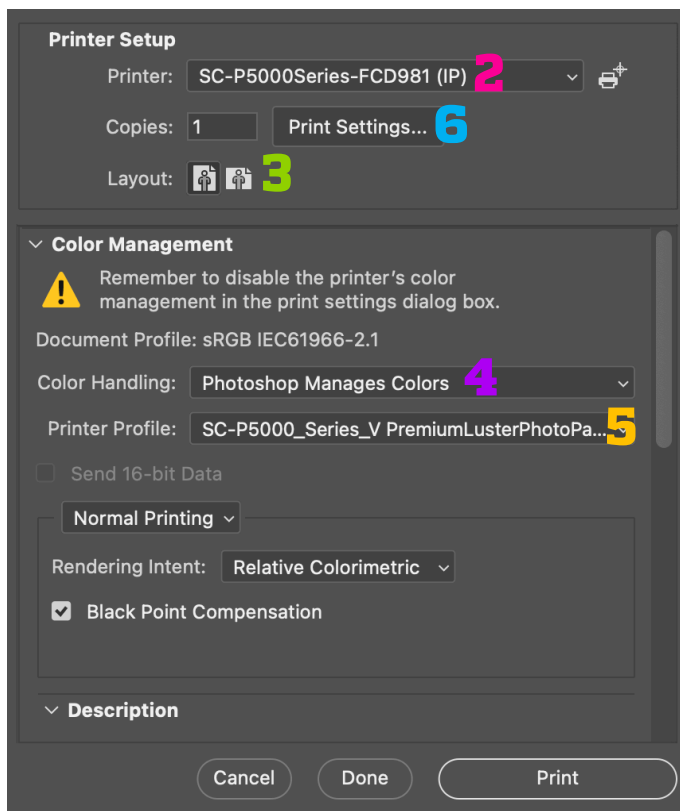 Printer Setup
Printer: SC-P5000Series-FCD981 (IP) 2
Copies: 1 Print Settings... 6
Layout: 3
Color Management
Remember to disable the printer's color
management in the print settings dialog box.
Document Profile: sRGB IEC61966-2.1
Color Handling: Photoshop Manages Colors 4
Printer Profile: SC-P5000_Series_V PremiumLusterPhotoPa... 5
Send 16-bit Data
Normal Printing
Rendering Intent: Relative Colorimetric
Black Point Compensation
Description
Cancel Done Print